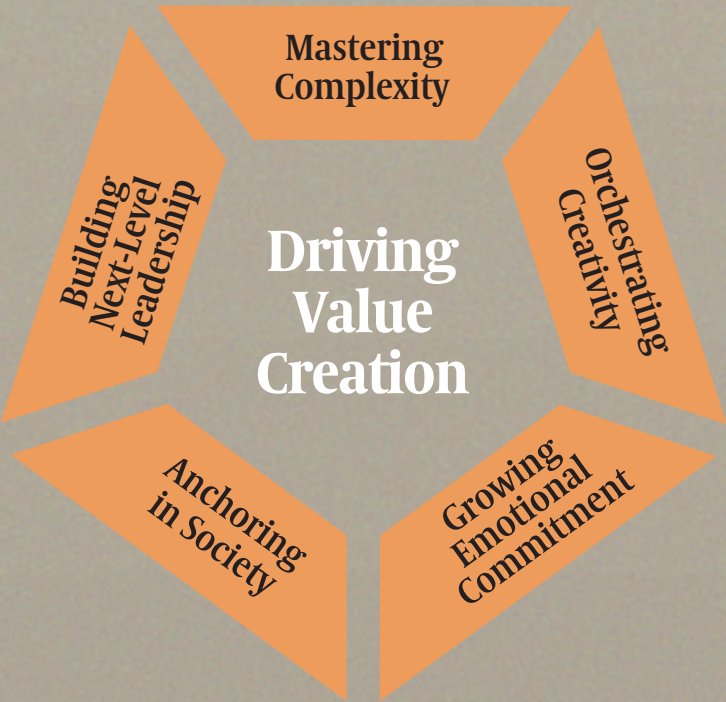 Mastering
Complexity
Orchestrating
Creativity
Growing
Emotional
Commitment
Anchoring
in Society
Building
Next-Level
Leadership
Driving
Value
Creation